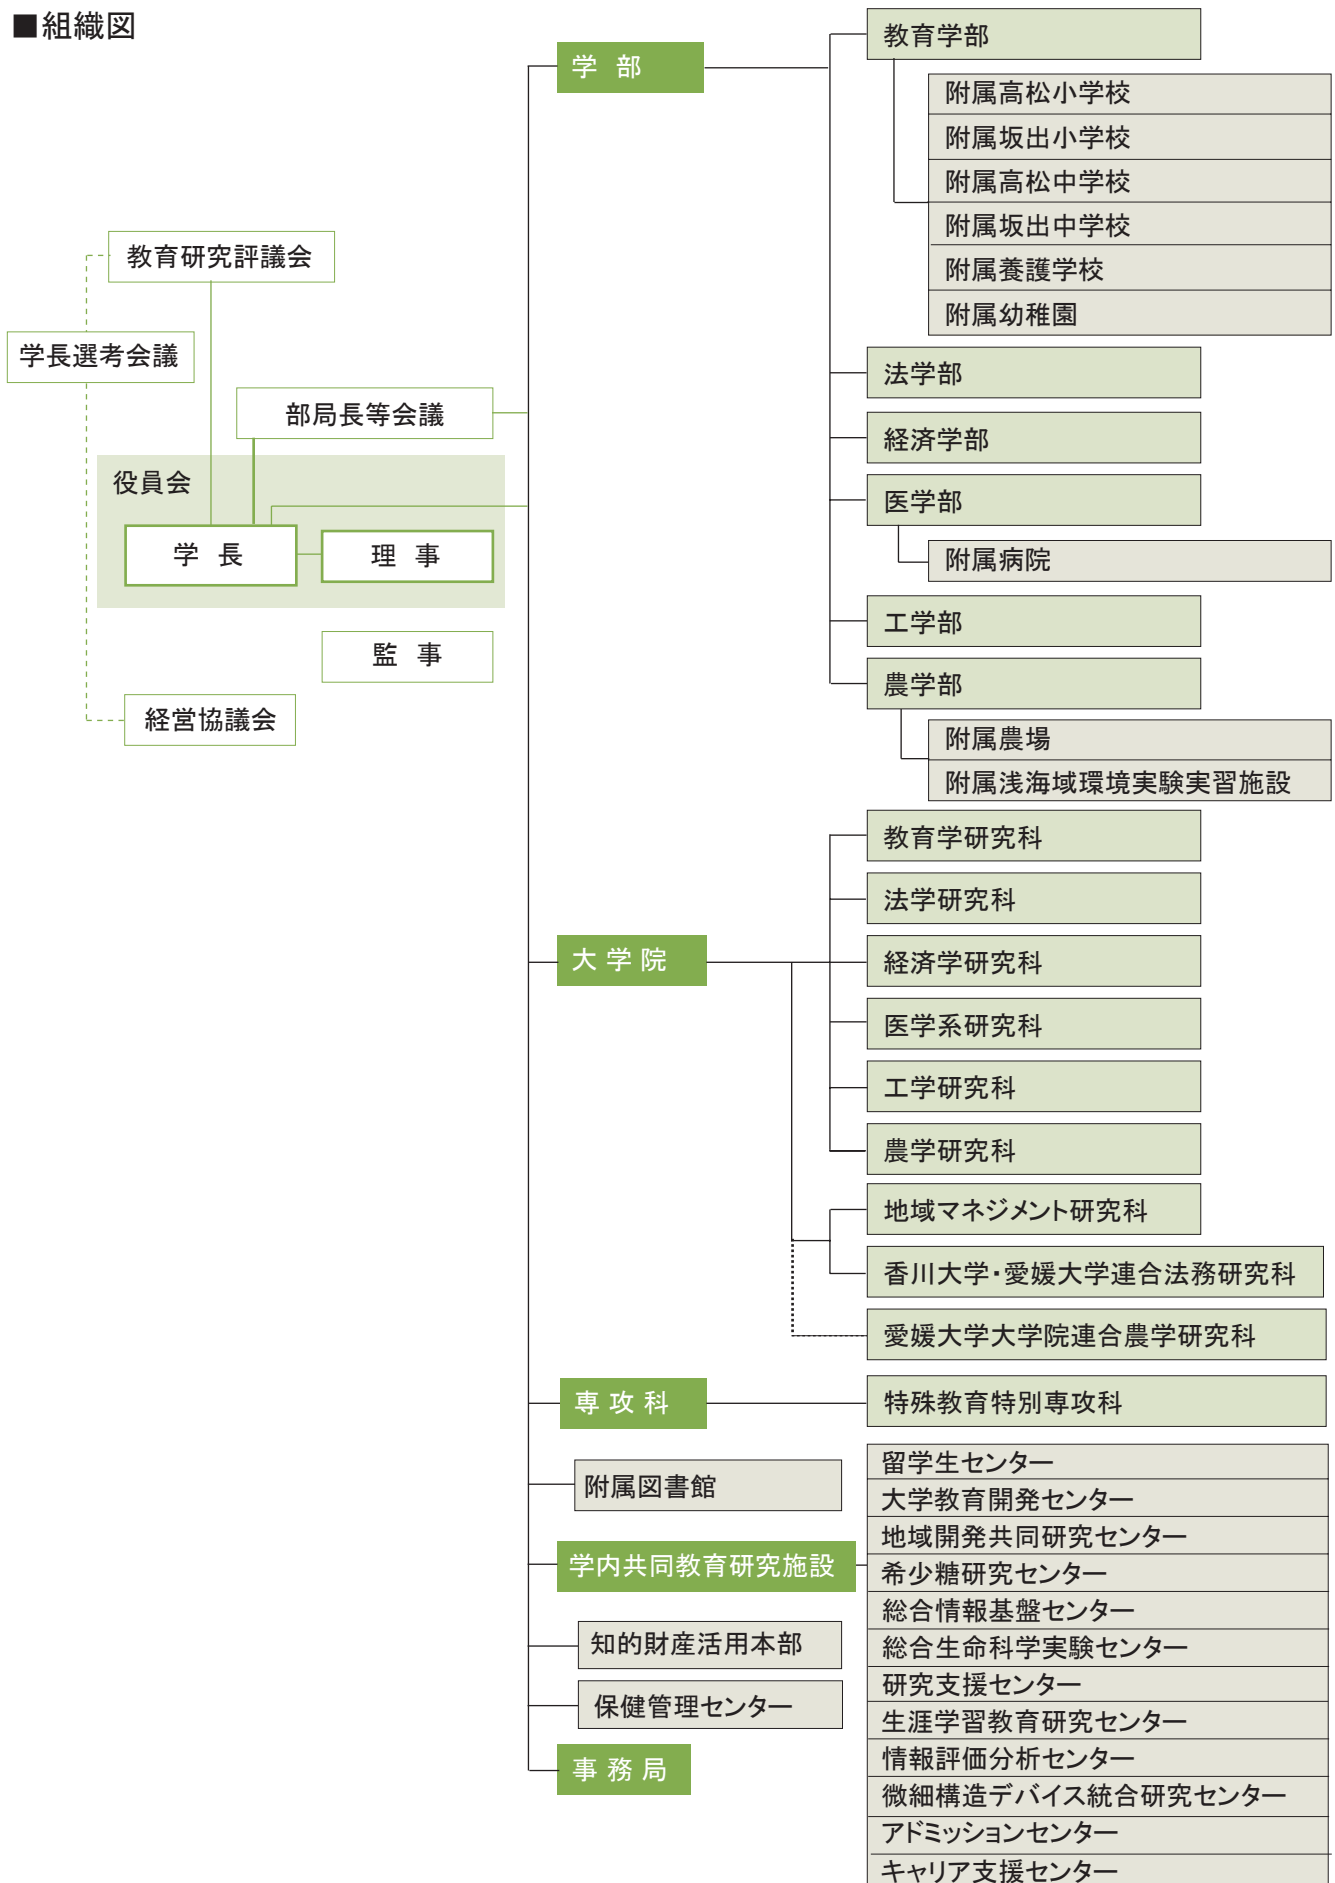 ■組織図
教育研究評議会
学長選考会議
部局長等会議
役員会
学 長
理 事
監 事
経営協議会
学 部
教育学部
附属高松小学校
附属坂出小学校
附属高松中学校
附属坂出中学校
附属養護学校
附属幼稚園
法学部
経済学部
医学部
附属病院
工学部
農学部
附属農場
附属浅海域環境実験実習施設
大学院
教育学研究科
法学研究科
経済学研究科
医学系研究科
工学研究科
農学研究科
地域マネジメント研究科
香川大学・愛媛大学連合法務研究科
愛媛大学大学院連合農学研究科
専攻科
特殊教育特別専攻科
附属図書館
学内共同教育研究施設
留学生センター
大学教育開発センター
地域開発共同研究センター
希少糖研究センター
総合情報基盤センター
総合生命科学実験センター
研究支援センター
生涯学習教育研究センター
情報評価分析センター
微細構造デバイス統合研究センター
アドミッションセンター
キャリア支援センター
知的財産活用本部
保健管理センター
事務局